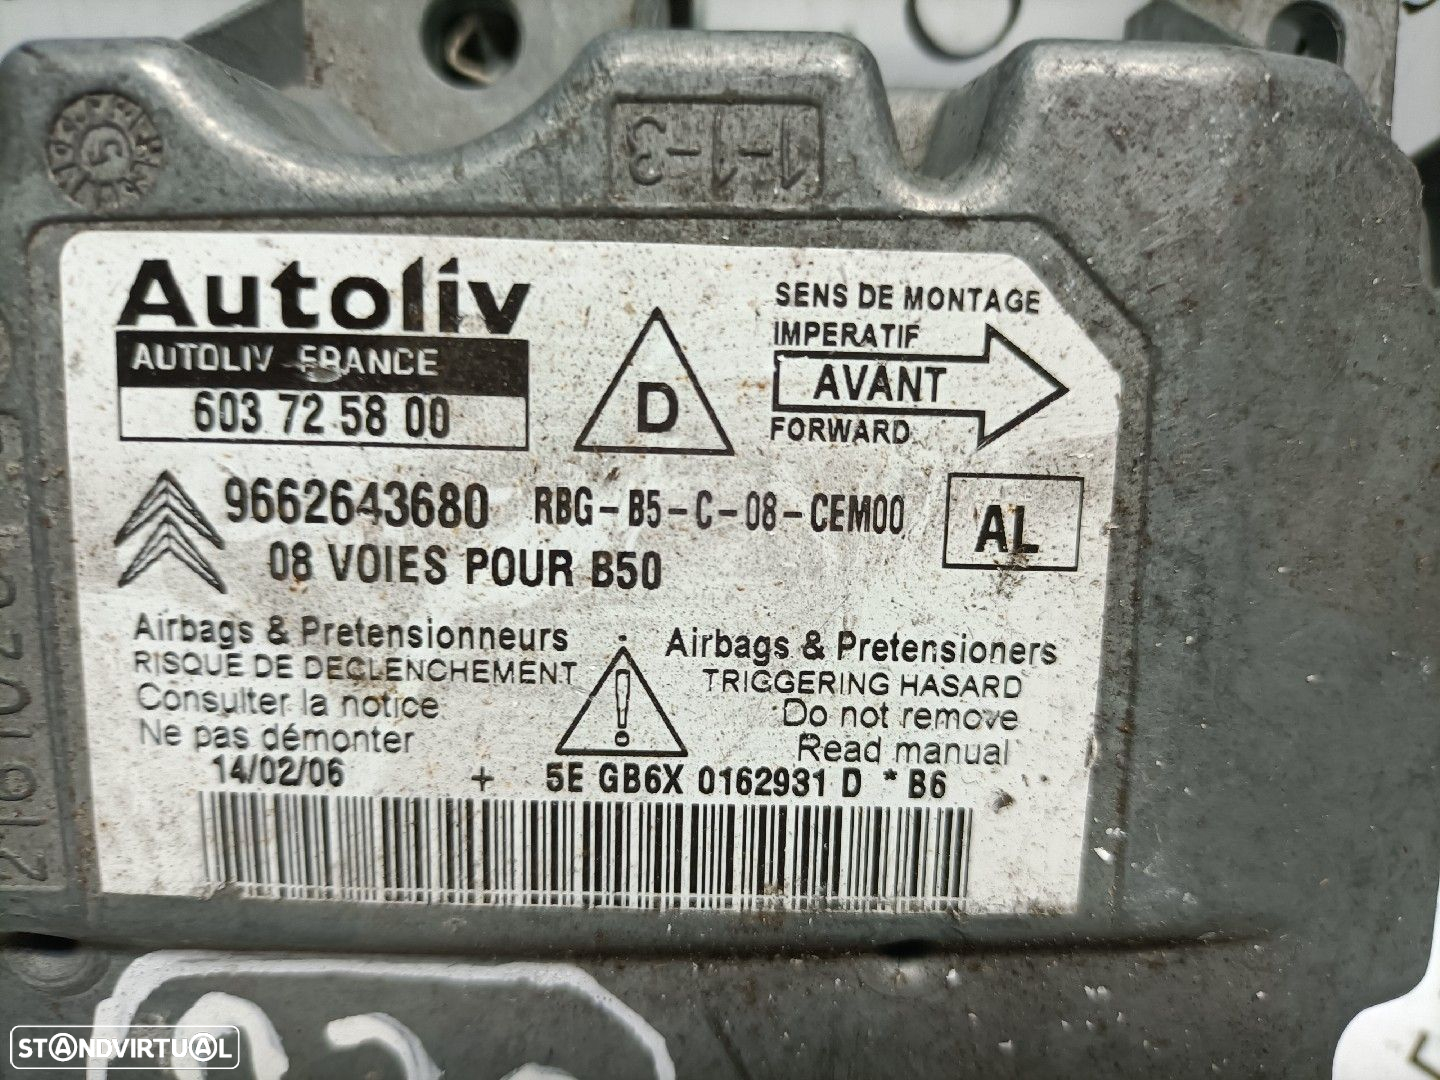 1-1-3
Autoliv
AUTOLIV FRANCE
603 72 58 00
D
SENS DE MONTAGE
IMPERATIF
AVANT
FORWARD
9662643680 RBG-B5-C-08-CEM00
AL
08 VOIES POUR B50
Airbags & Pretensionneurs
RISQUE DE DECLENCHEMENT
Consulter la notice
Ne pas démonter
!
Airbags & Pretensioners
TRIGGERING HASARD
Do not remove
Read manual
14/02/06 + 5E GB6X 0162931 D * B6
STANDVIRTUAL